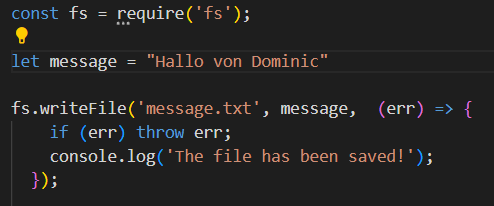 const fs = require('fs');
let message = "Hallo von Dominic"
fs.writeFile('message.txt', message,  (err) => {
    if (err) throw err;
    console.log('The file has been saved!');
  });